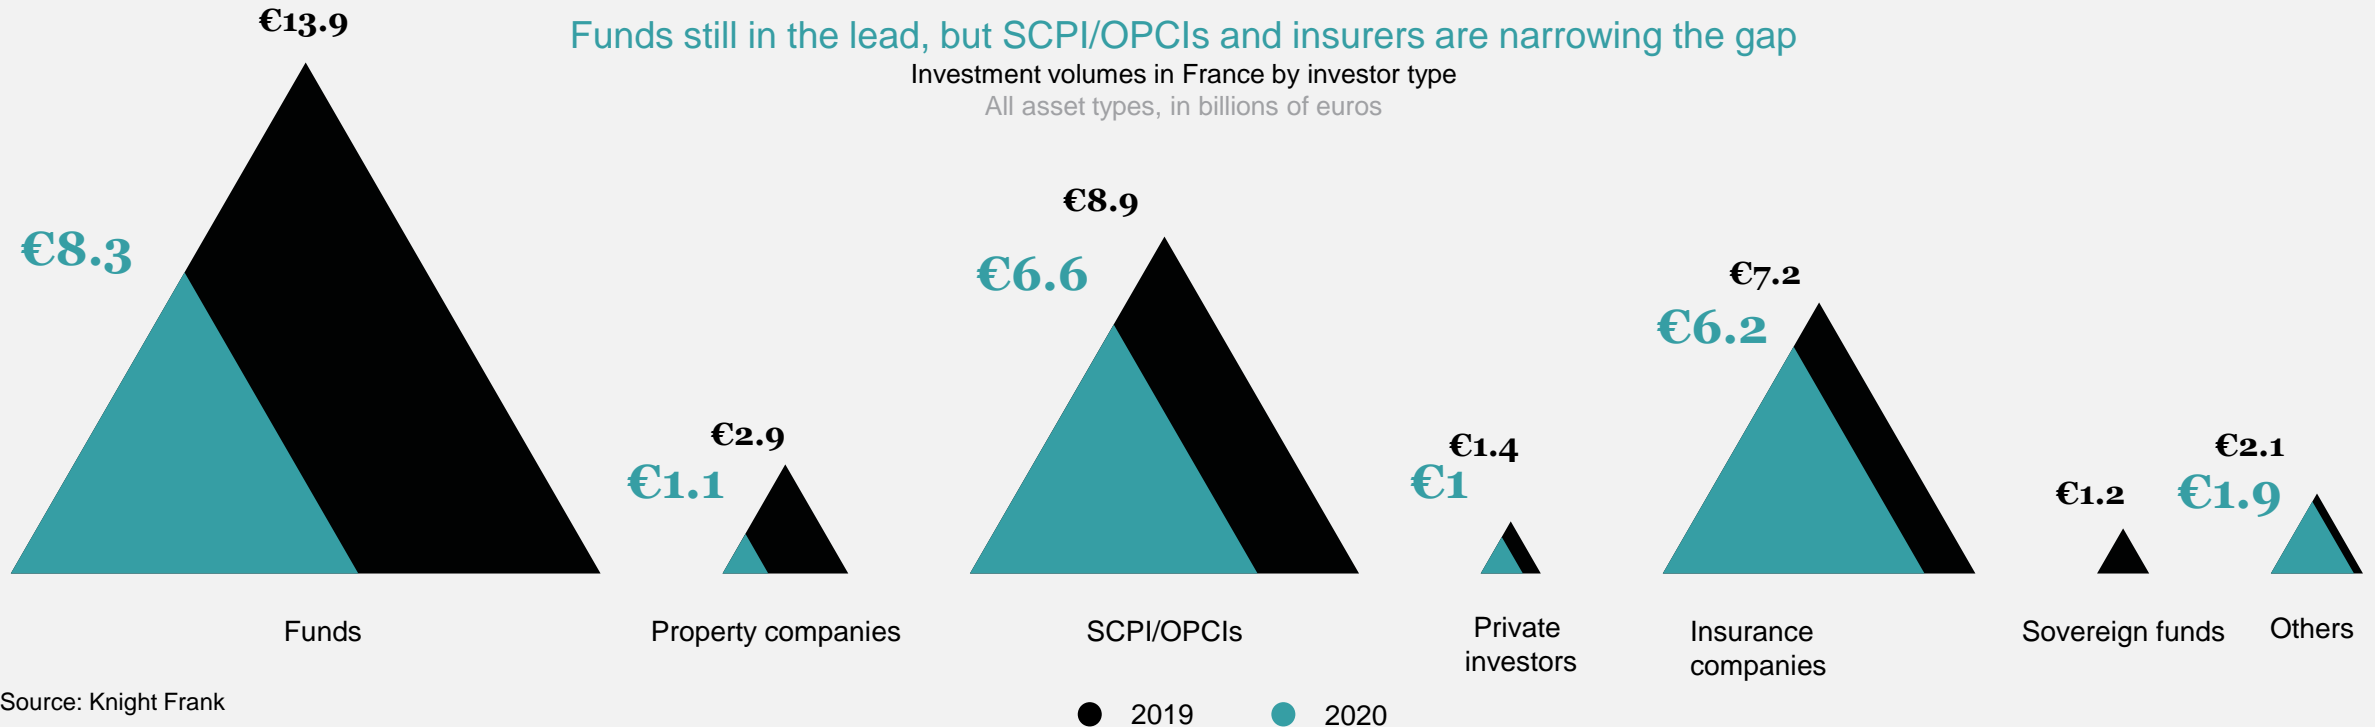 Funds still in the lead, but SCPI/OPCIs and insurers are narrowing the gap
Investment volumes in France by investor type
All asset types, in billions of euros
€13.9
€8.3
Funds
€2.9
€1.1
Property companies
€8.9
€6.6
SCPI/OPCIs
€1.4
€1
Private
investors
€7.2
€6.2
Insurance
companies
€1.2
Sovereign funds
€2.1
€1.9
Others
Source: Knight Frank
2019
2020